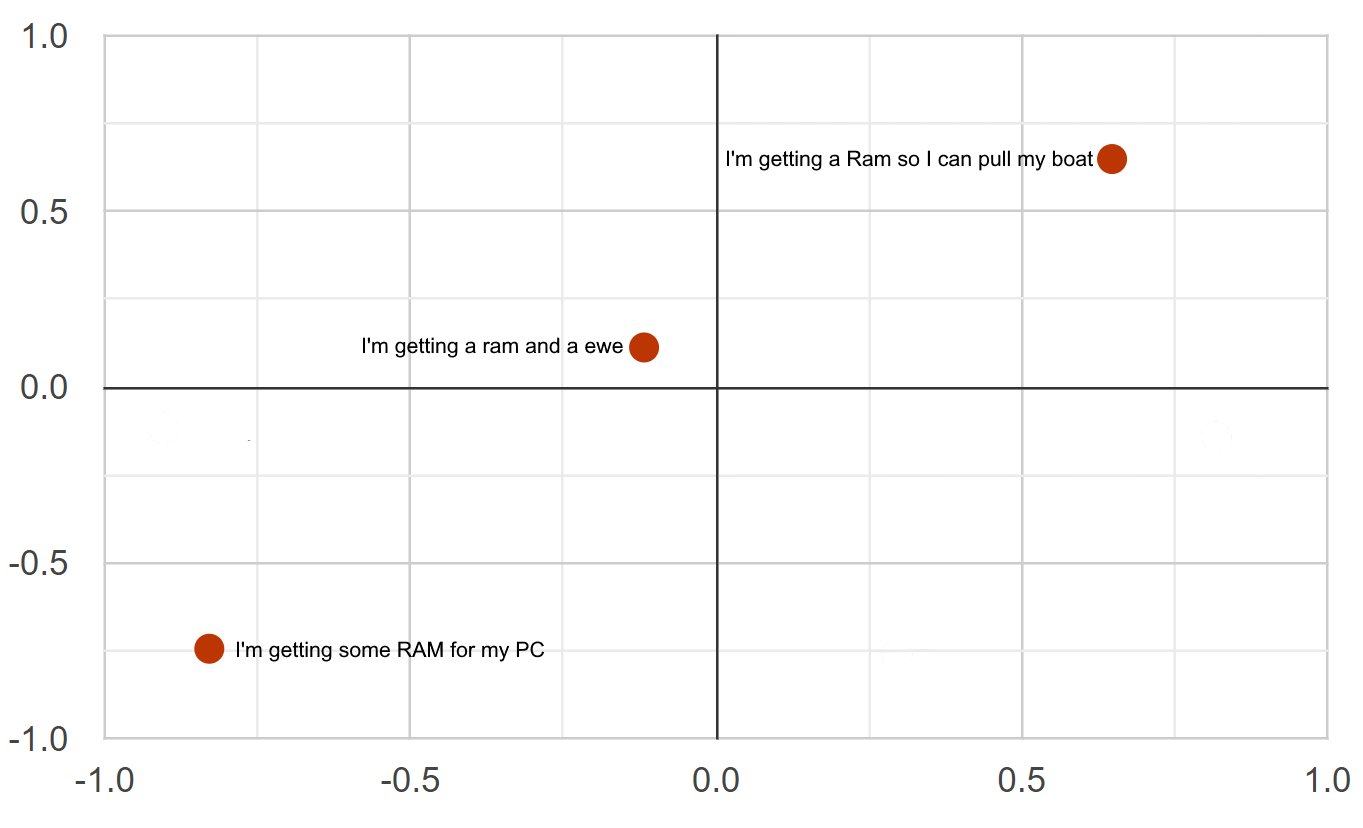 1.0
I'm getting a Ram so I can pull my boat
0.5
I'm getting a ram and a ewe
0.0
-0.5
I'm getting some RAM for my PC
-1.0
-1.0 -0.5 0.0 0.5 1.0